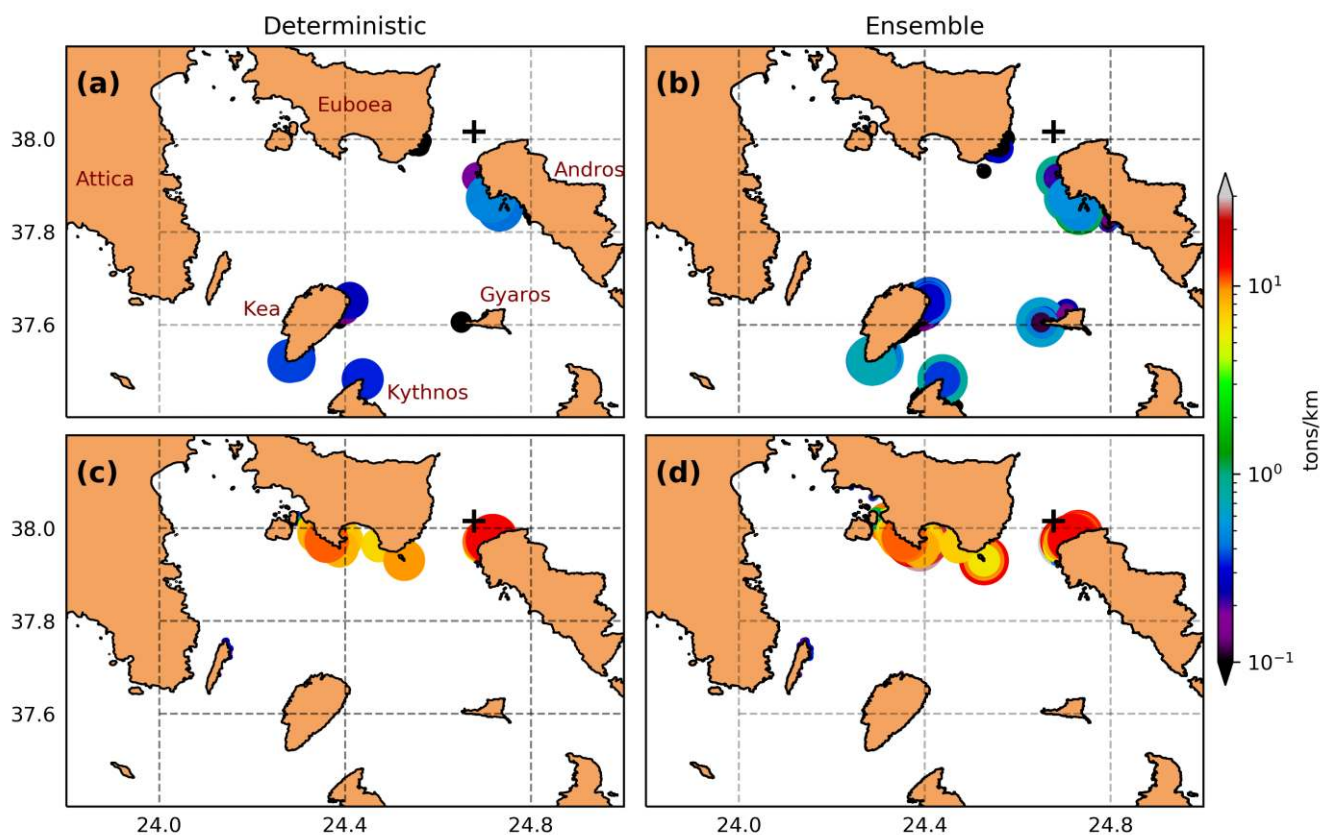 Deterministic
Ensemble
(a)
(b)
Euboea
Attica
Andros
Kea
Gyaros
Kythnos
38.0
37.8
37.6
(c)
(d)
38.0
37.8
37.6
24.0
24.4
24.8
24.0
24.4
24.8
10¹
10⁰
10⁻¹
tons/km